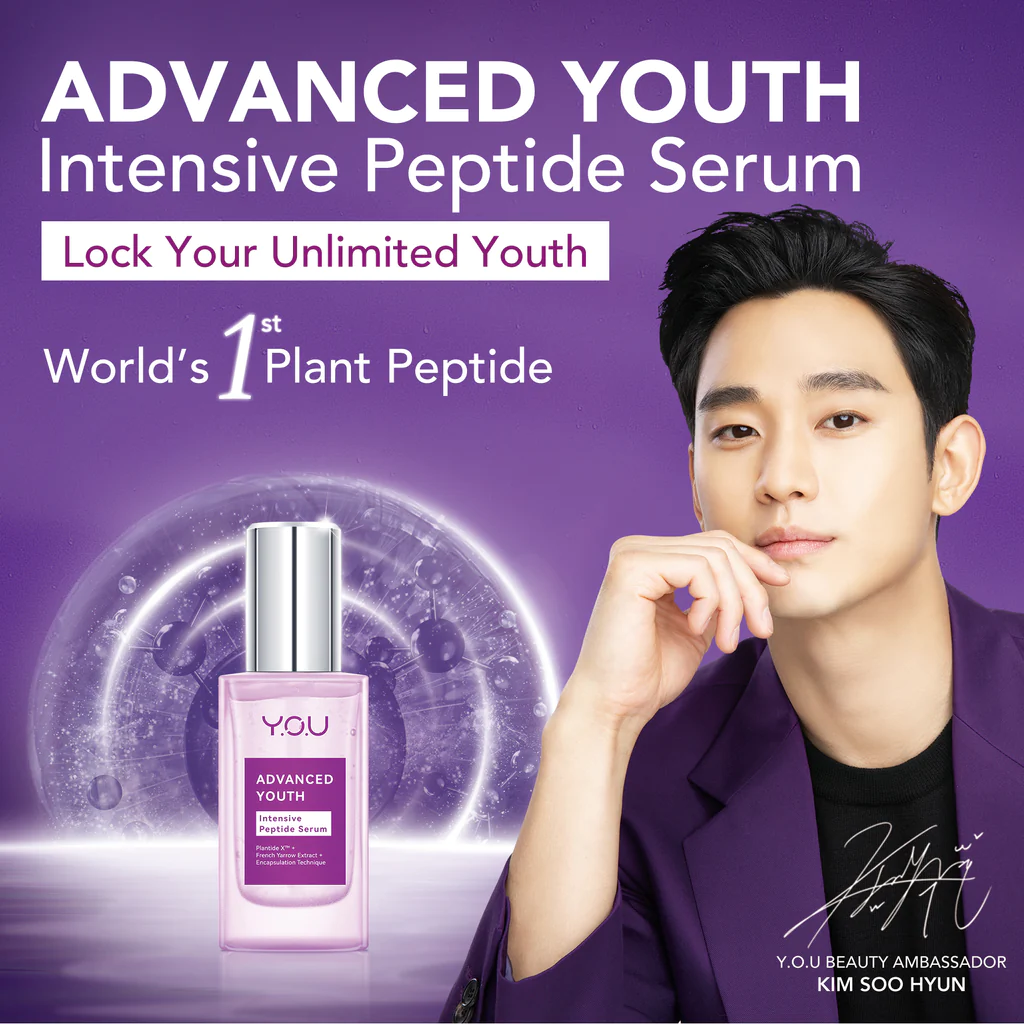 ADVANCED YOUTH
Intensive Peptide Serum
Lock Your Unlimited Youth
World's 1st Plant Peptide
Y.O.U
ADVANCED
YOUTH
Intensive
Peptide Serum
Plantide X™ +
French Yarrow Extract +
Encapsulation Technique
Y.O.U BEAUTY AMBASSADOR
KIM SOO HYUN